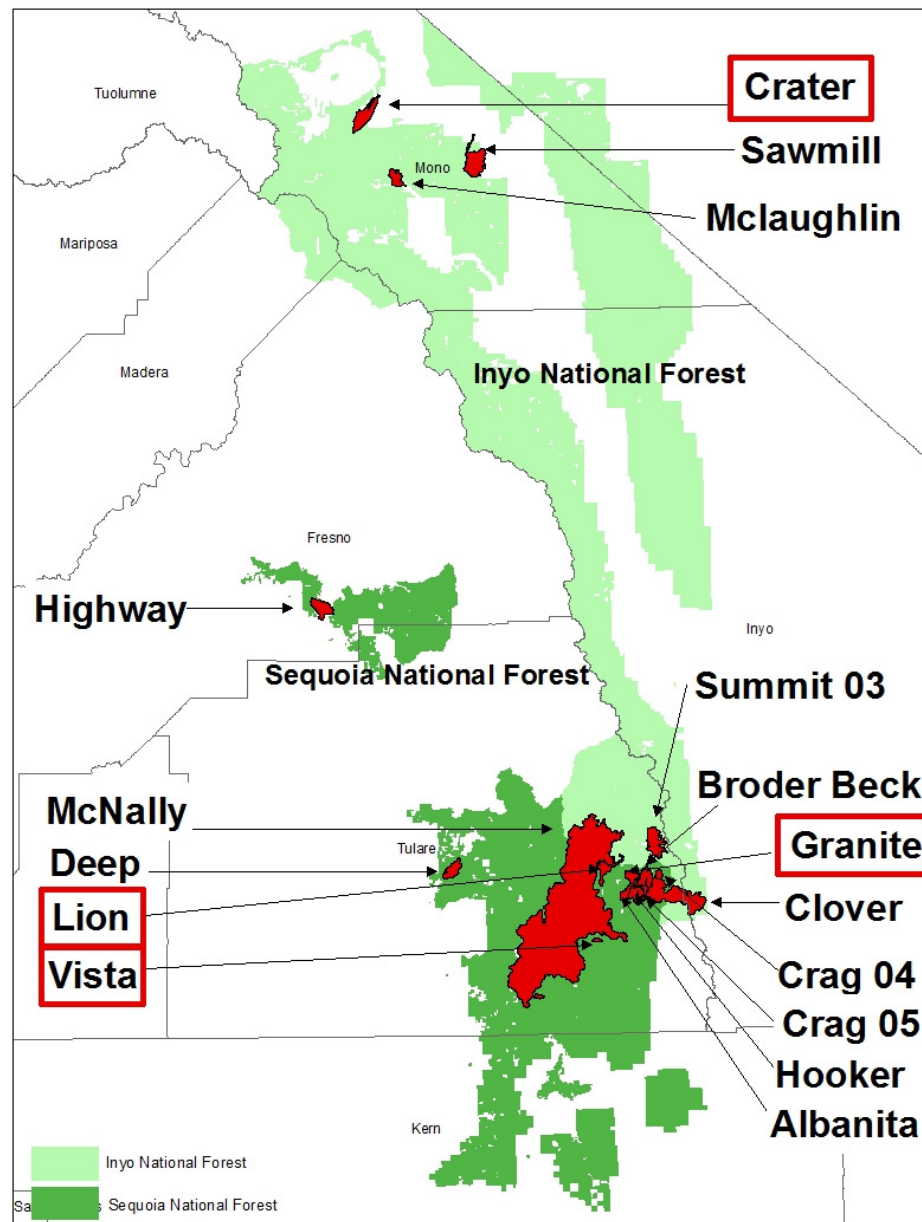 Tuolumne
Crater
Sawmill
Mono
Mclaughlin
Mariposa
Madera
Inyo National Forest
Fresno
Highway
Inyo
Sequoia National Forest
Summit 03
Broder Beck
McNally
Tulare
Granite
Deep
Lion
Clover
Vista
Crag 04
Crag 05
Hooker
Albanita
Kern
Inyo National Forest
Sequoia National Forest